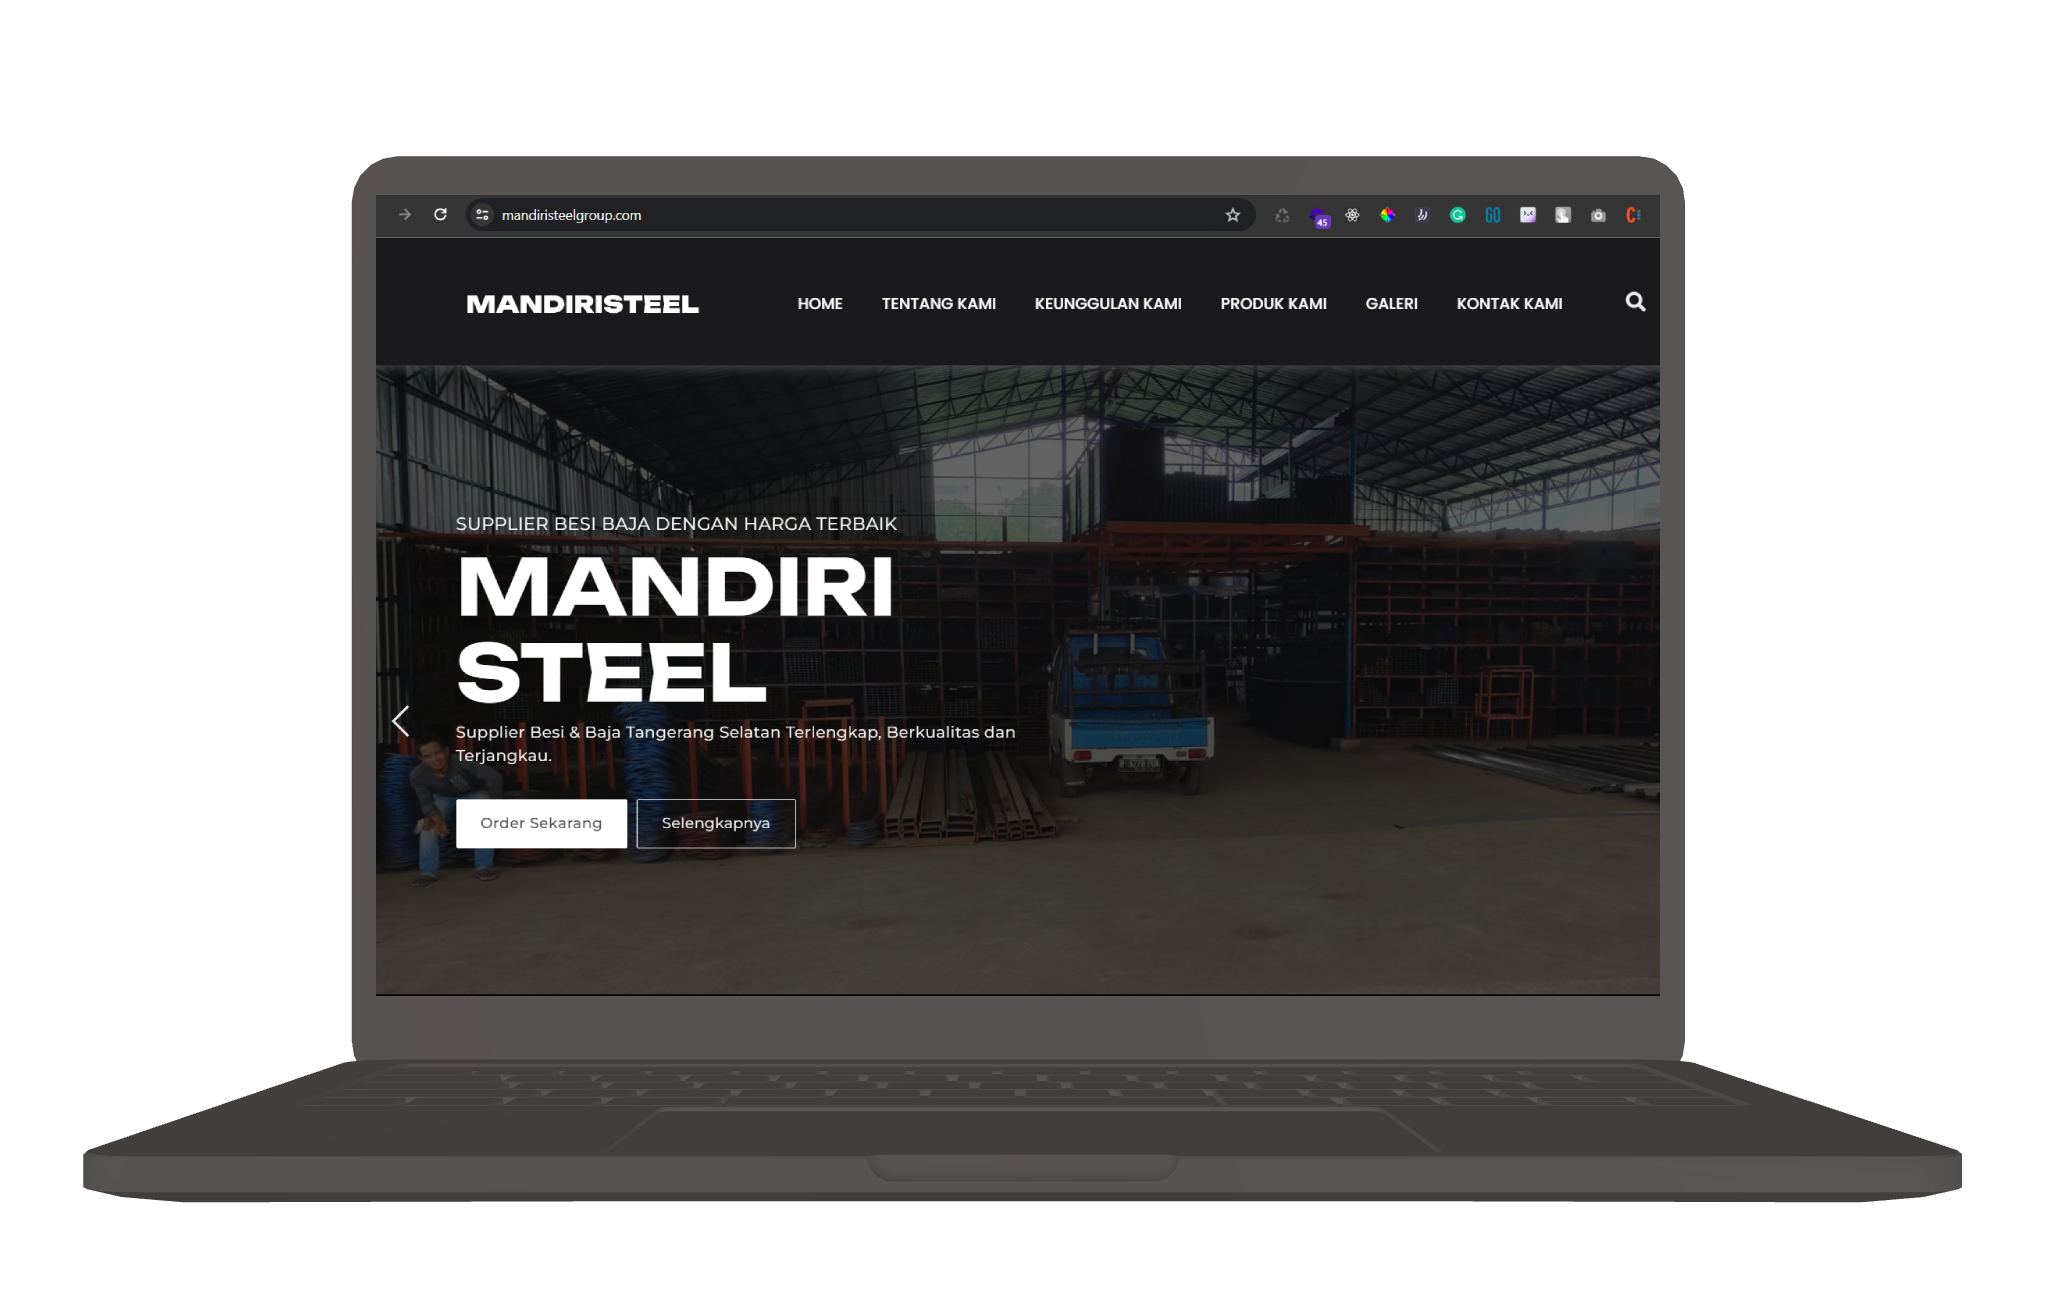 mandiristeelgroup.com
45
GO
MANDIRISTEEL
HOME
TENTANG KAMI
KEUNGGULAN KAMI
PRODUK KAMI
GALERI
KONTAK KAMI
SUPPLIER BESI BAJA DENGAN HARGA TERBAIK
MANDIRI
STEEL
Supplier Besi & Baja Tangerang Selatan Terlengkap, Berkualitas dan
Terjangkau.
Order Sekarang
Selengkapnya